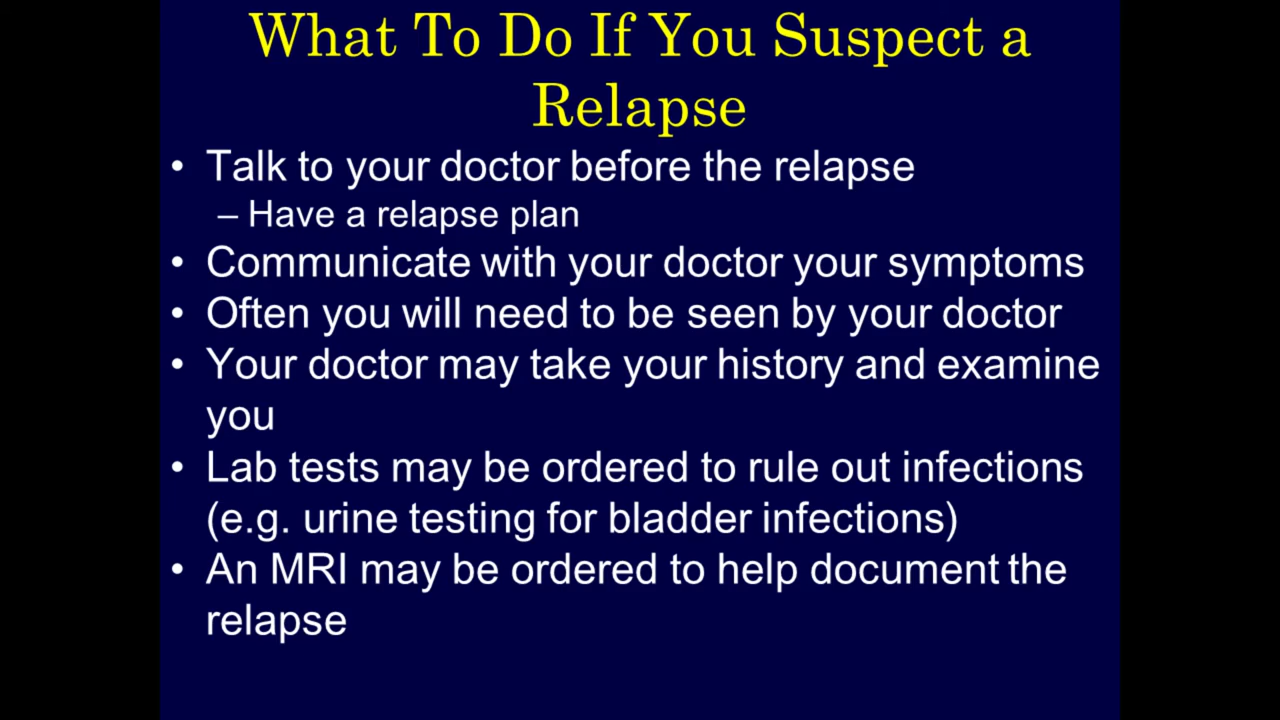 What To Do If You Suspect a
Relapse
• Talk to your doctor before the relapse
– Have a relapse plan
• Communicate with your doctor your symptoms
• Often you will need to be seen by your doctor
• Your doctor may take your history and examine
you
• Lab tests may be ordered to rule out infections
(e.g. urine testing for bladder infections)
• An MRI may be ordered to help document the
relapse